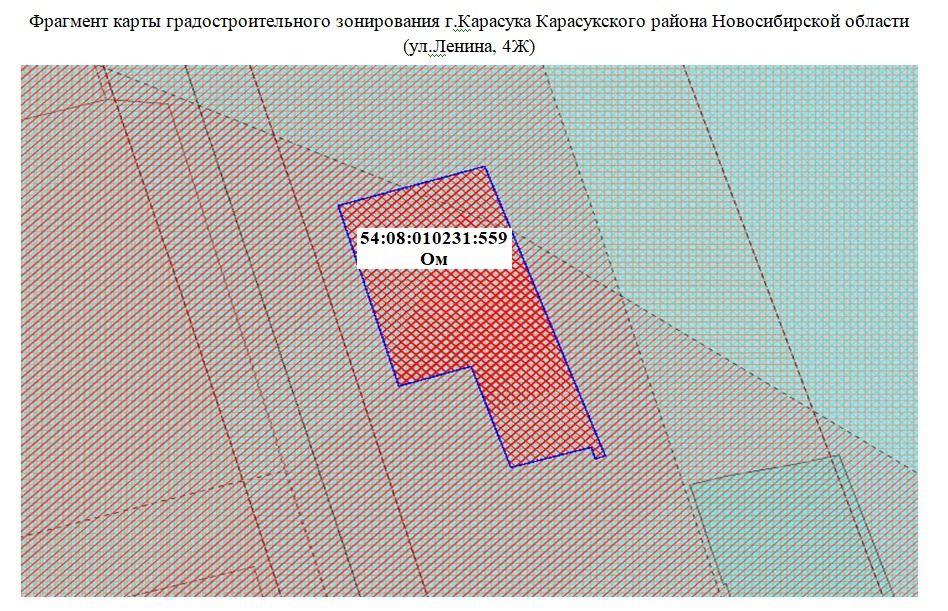 Фрагмент карты градостроительного зонирования г.Карасука Карасукского района Новосибирской области
(ул.Ленина, 4Ж)
54:08:010231:559
Ом